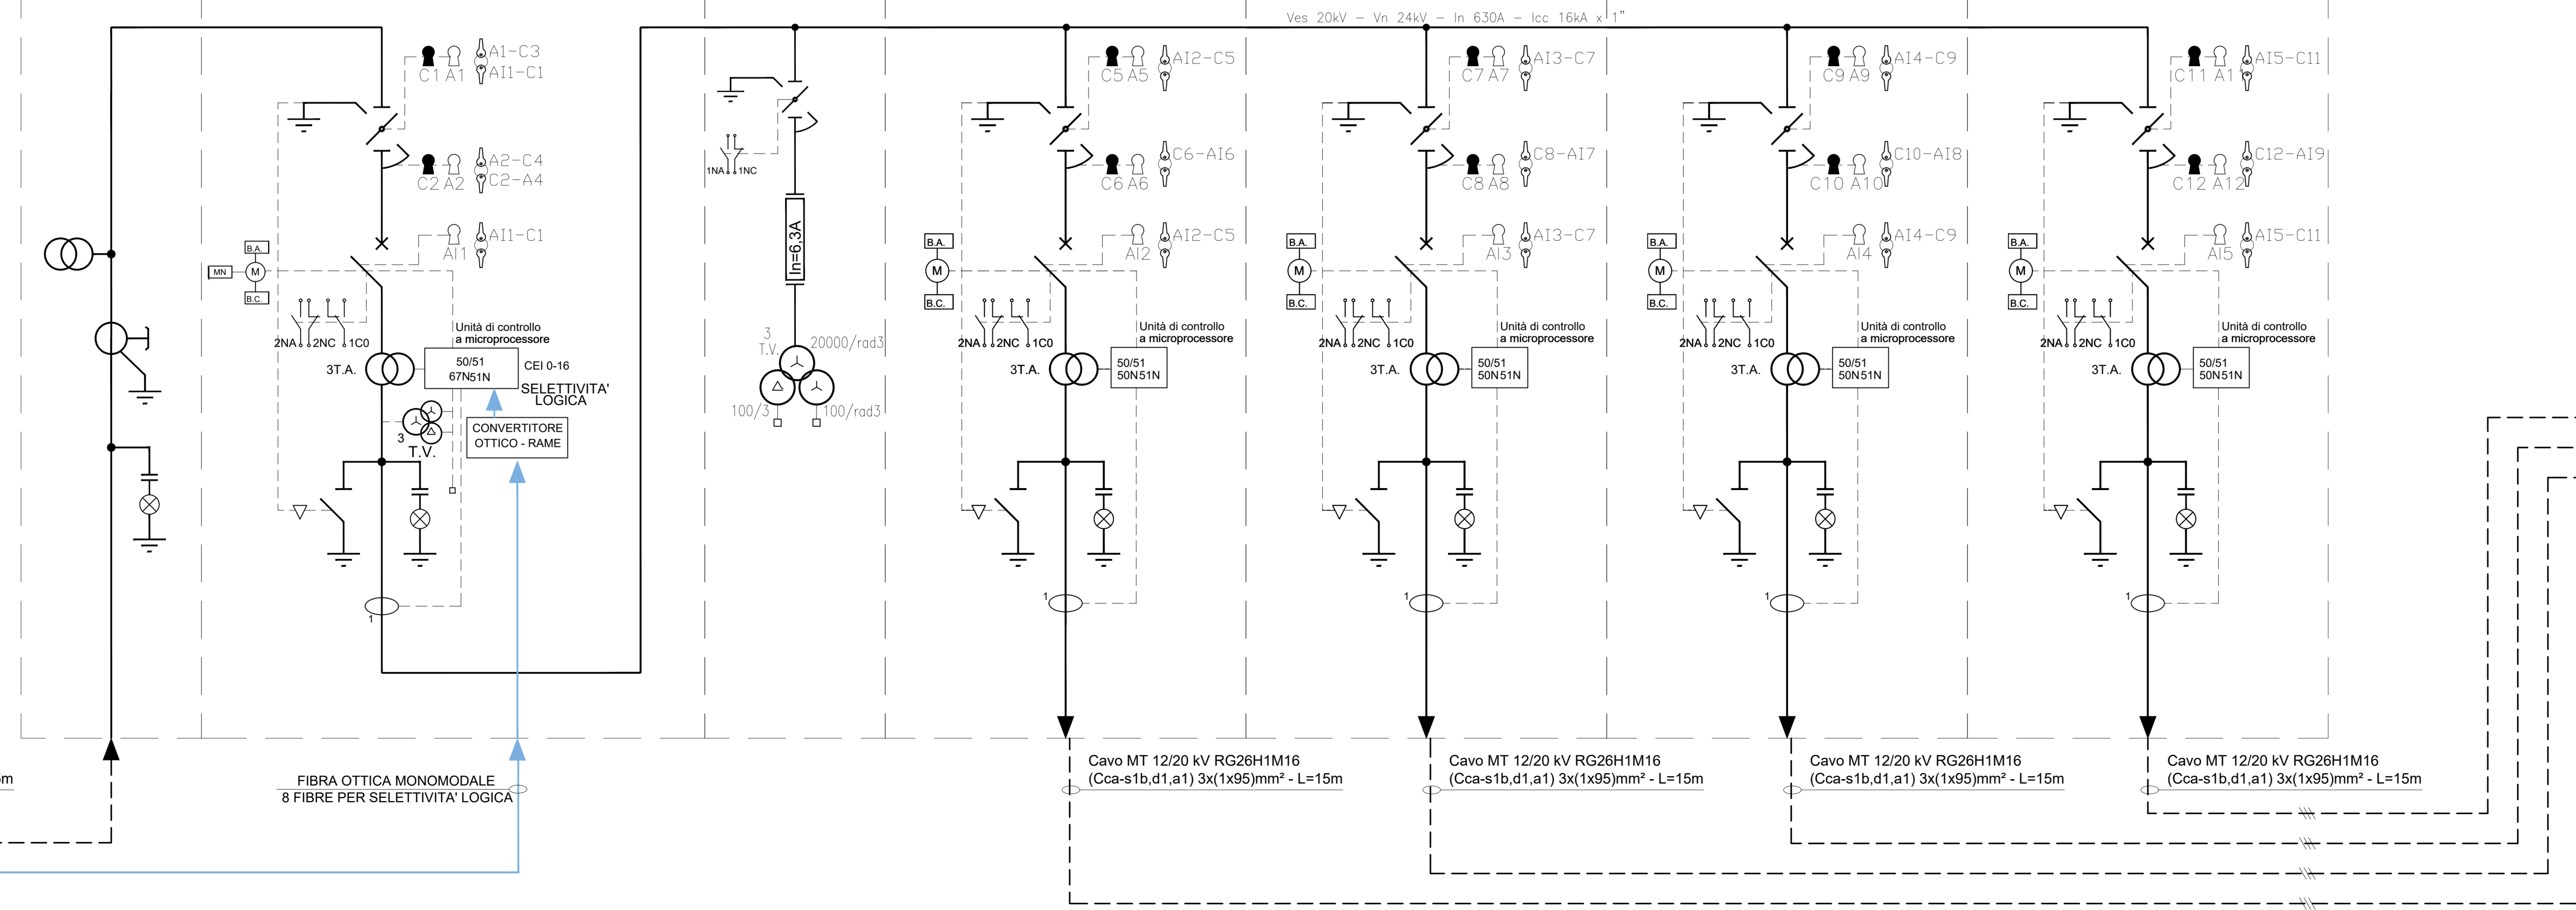 Ves 20kV - Vn 24kV - In 630A - Icc 16kA x 1"
A1-C3
AI1-C1
C1 A1
A2-C4
C2-A4
C2 A2
AI1-C1
AI1
B.A.
MN
M
B.C.
2NA
2NC
1CO
Unità di controllo
a microprocessore
3T.A.
50/51
67N51N
CEI 0-16
SELETTIVITA'
LOGICA
CONVERTITORE
OTTICO - RAME
3
T.V.
1
1NA
1NC
In=6,3A
3
T.V.
20000/rad3
100/3
100/rad3
AI2-C5
C5 A5
C6-AI6
C6 A6
AI2-C5
AI2
B.A.
M
B.C.
2NA
2NC
1CO
Unità di controllo
a microprocessore
3T.A.
50/51
50N51N
1
AI3-C7
C7 A7
C8-AI7
C8 A8
AI3-C7
AI3
B.A.
M
B.C.
2NA
2NC
1CO
Unità di controllo
a microprocessore
3T.A.
50/51
50N51N
1
AI4-C9
C9 A9
C10-AI8
C10 A10
AI4-C9
AI4
B.A.
M
B.C.
2NA
2NC
1CO
Unità di controllo
a microprocessore
3T.A.
50/51
50N51N
1
AI5-C11
C11 A11
C12-AI9
C12 A12
AI5-C11
AI5
B.A.
M
B.C.
2NA
2NC
1CO
Unità di controllo
a microprocessore
3T.A.
50/51
50N51N
1
m
FIBRA OTTICA MONOMODALE
8 FIBRE PER SELETTIVITA' LOGICA
Cavo MT 12/20 kV RG26H1M16
(Cca-s1b,d1,a1) 3x(1x95)mm² - L=15m
Cavo MT 12/20 kV RG26H1M16
(Cca-s1b,d1,a1) 3x(1x95)mm² - L=15m
Cavo MT 12/20 kV RG26H1M16
(Cca-s1b,d1,a1) 3x(1x95)mm² - L=15m
Cavo MT 12/20 kV RG26H1M16
(Cca-s1b,d1,a1) 3x(1x95)mm² - L=15m